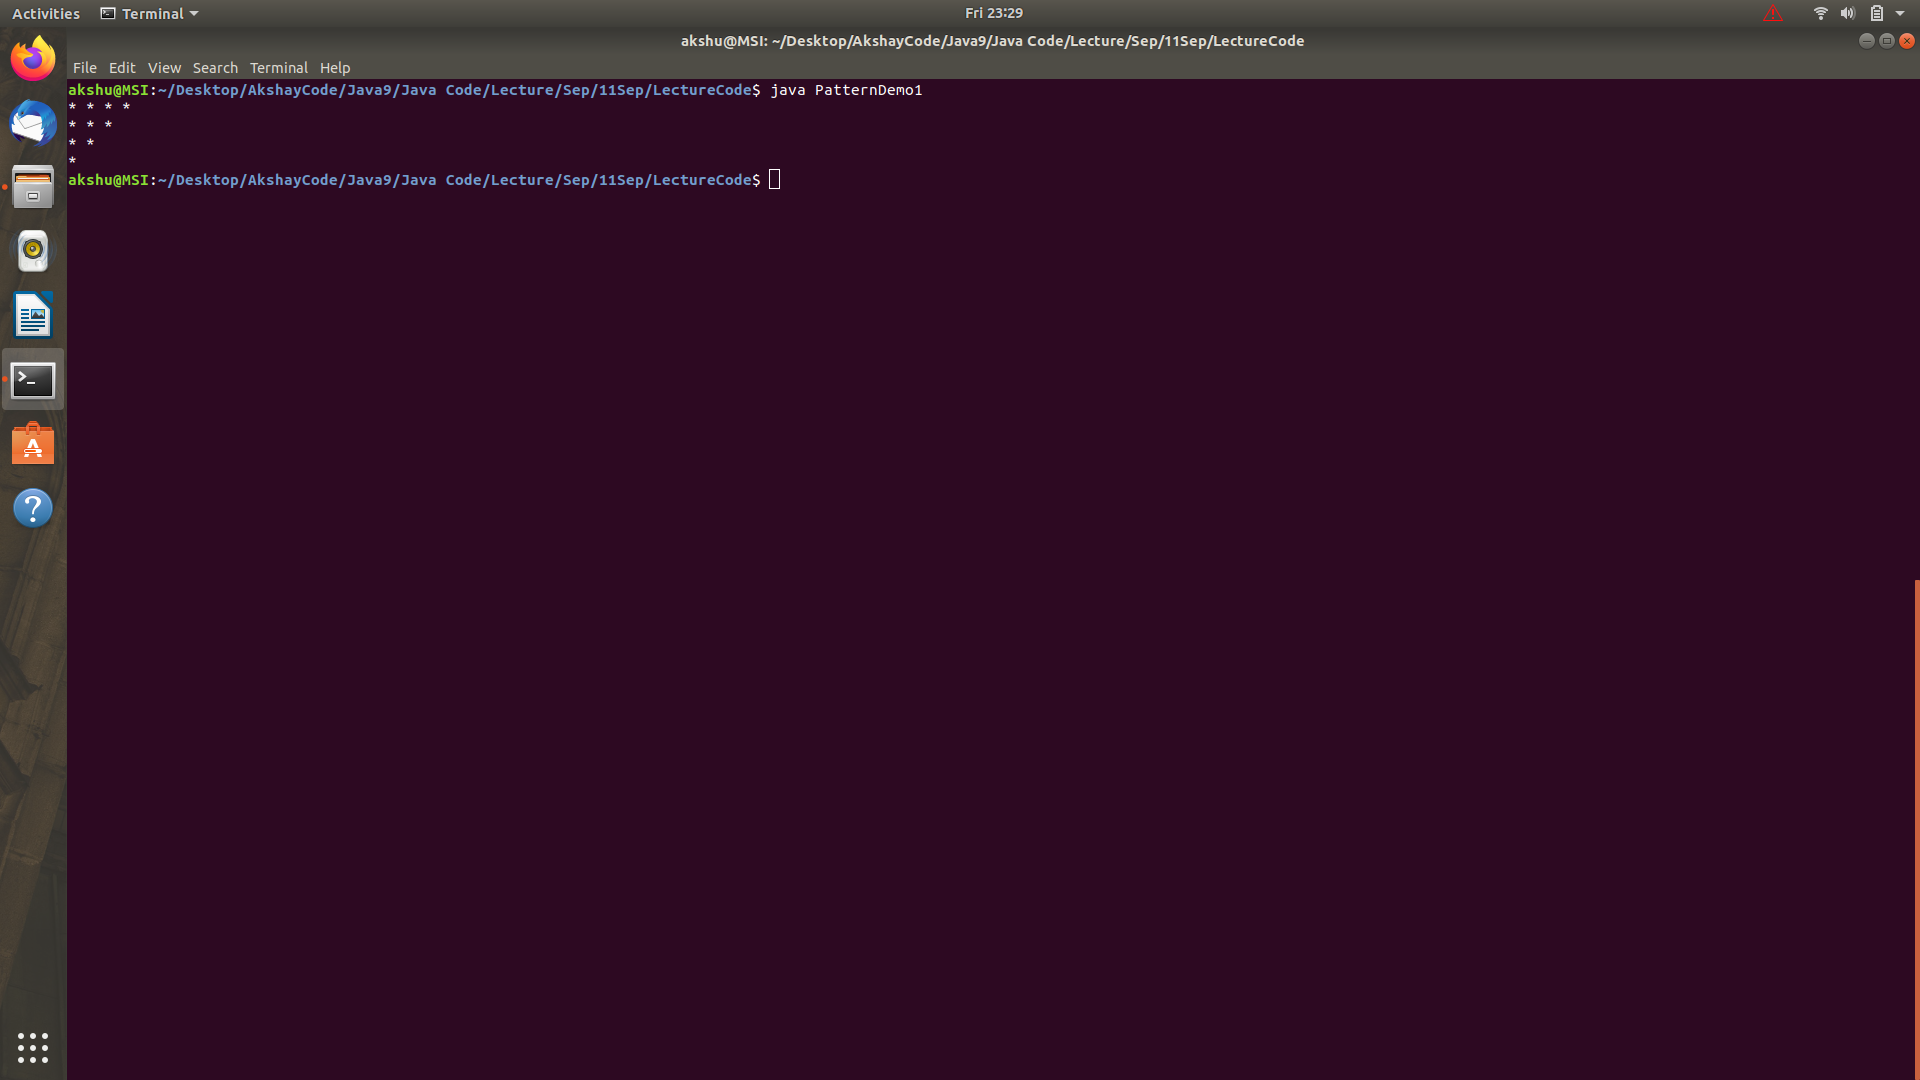 Activities Terminal Fri 23:29
akshu@MSI: ~/Desktop/AkshayCode/Java9/Java Code/Lecture/Sep/11Sep/LectureCode
File Edit View Search Terminal Help
akshu@MSI:~/Desktop/AkshayCode/Java9/Java Code/Lecture/Sep/11Sep/LectureCode$ java PatternDemo1
* * * *
* * *
* *
*
akshu@MSI:~/Desktop/AkshayCode/Java9/Java Code/Lecture/Sep/11Sep/LectureCode$